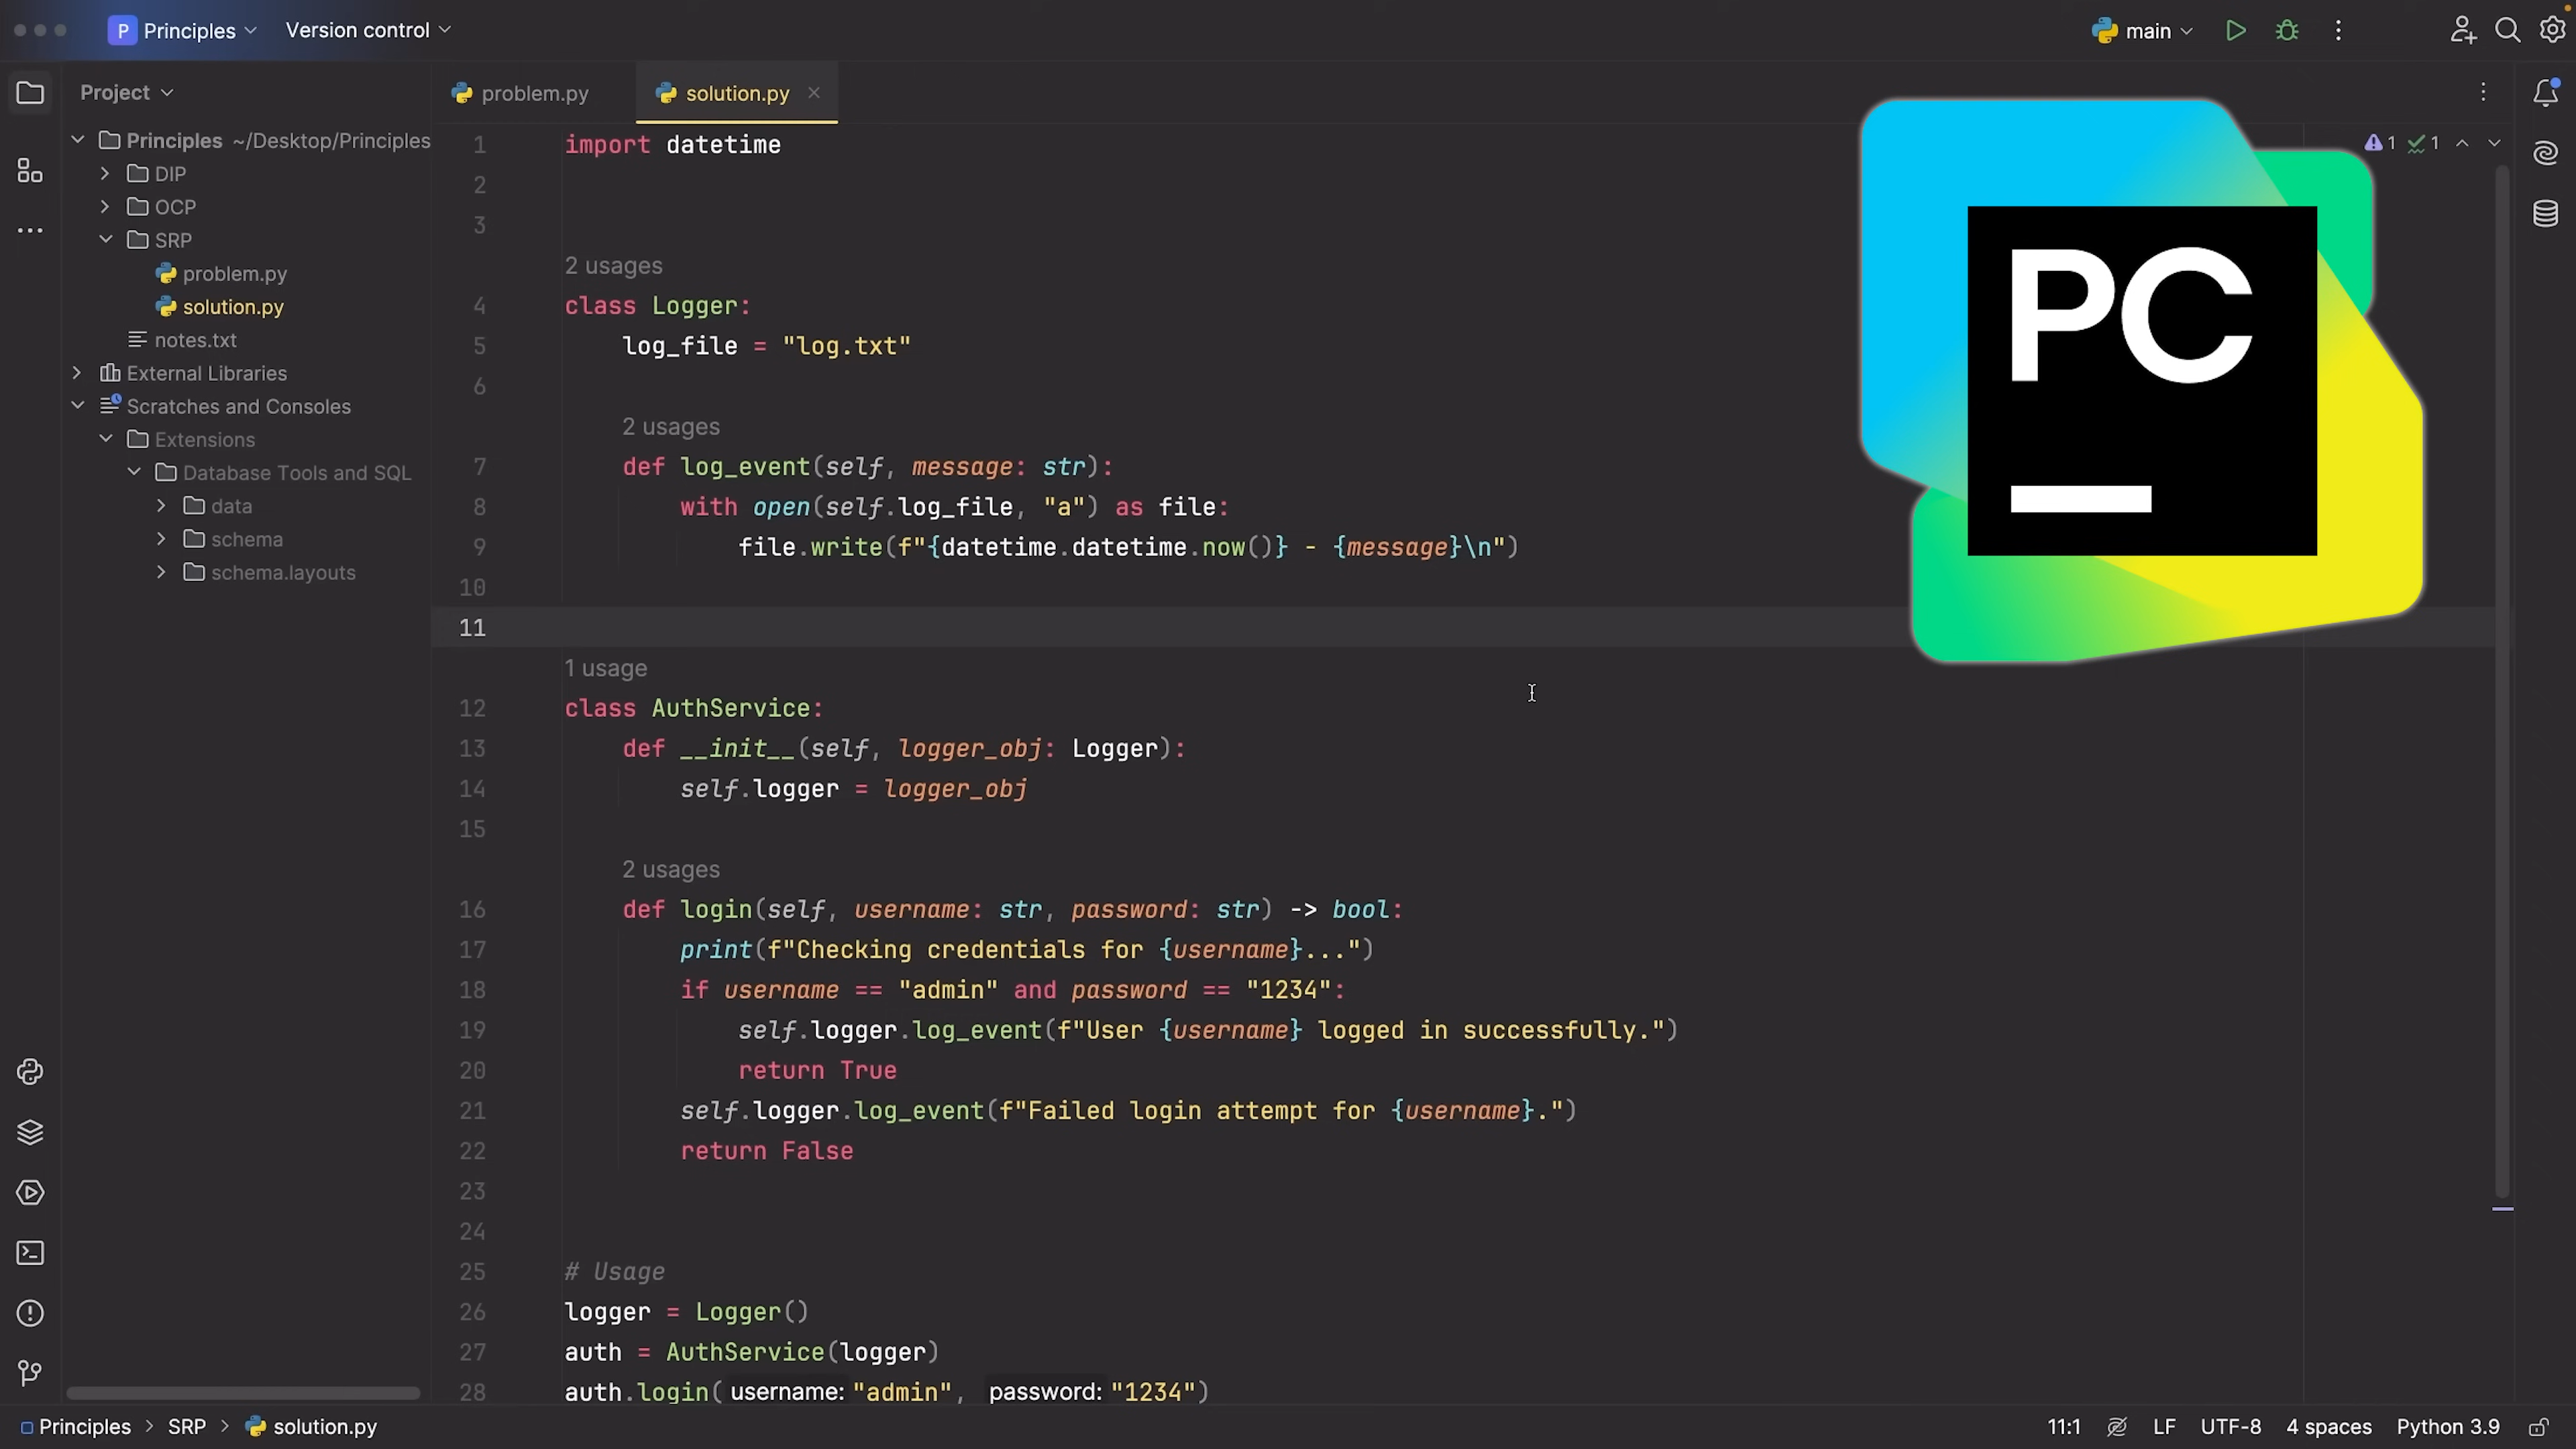 P Principles Version control main
Project problem.py solution.py
Principles ~/Desktop/Principles
DIP
OCP
SRP
problem.py
solution.py
notes.txt
External Libraries
Scratches and Consoles
Extensions
Database Tools and SQL
data
schema
schema.layouts
1 import datetime
2
3
2 usages
4 class Logger:
5 log_file = "log.txt"
6
2 usages
7 def log_event(self, message: str):
8 with open(self.log_file, "a") as file:
9 file.write(f"{datetime.datetime.now()} - {message}\n")
10
11
1 usage
12 class AuthService:
13 def __init__(self, logger_obj: Logger):
14 self.logger = logger_obj
15
2 usages
16 def login(self, username: str, password: str) -> bool:
17 print(f"Checking credentials for {username}...")
18 if username == "admin" and password == "1234":
19 self.logger.log_event(f"User {username} logged in successfully.")
20 return True
21 self.logger.log_event(f"Failed login attempt for {username}.")
22 return False
23
24
25 # Usage
26 logger = Logger()
27 auth = AuthService(logger)
28 auth.login( username: "admin", password: "1234")
1 1
PC
Principles > SRP > solution.py 11:1 LF UTF-8 4 spaces Python 3.9